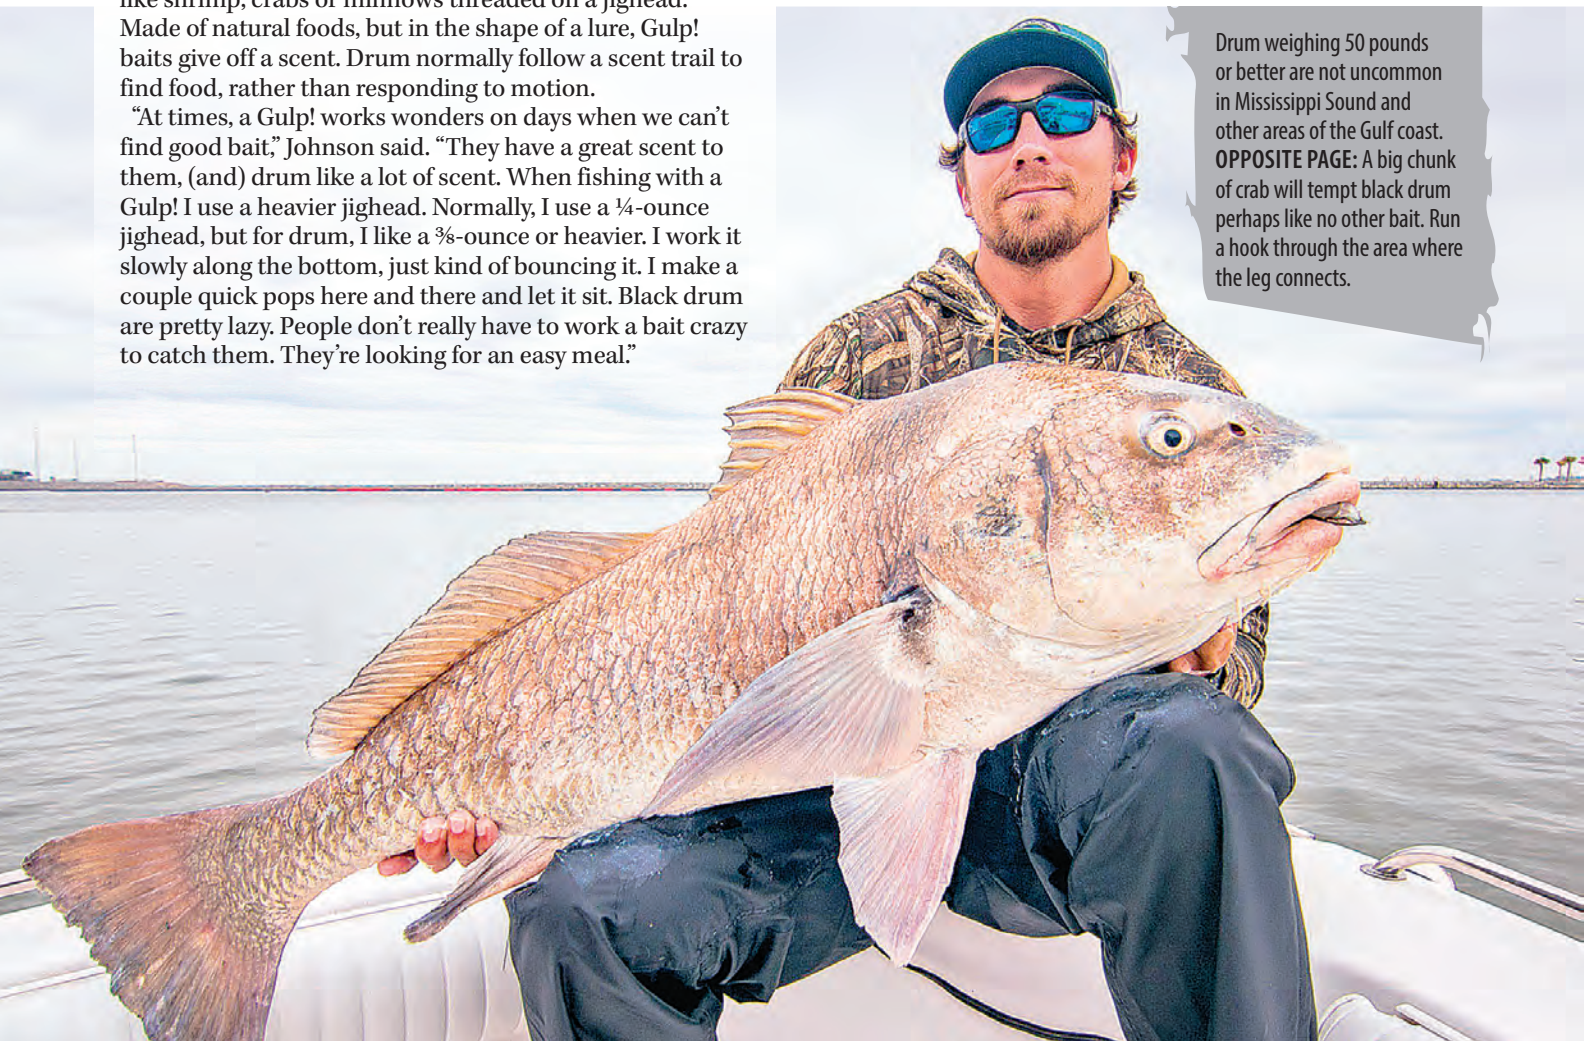 like shrimp, crabs or minnows threaded on a jighead.
Made of natural foods, but in the shape of a lure, Gulp!
baits give off a scent. Drum normally follow a scent trail to
find food, rather than responding to motion.
“At times, a Gulp! works wonders on days when we can’t
find good bait,” Johnson said. “They have a great scent to
them, (and) drum like a lot of scent. When fishing with a
Gulp! I use a heavier jighead. Normally, I use a ¼-ounce
jighead, but for drum, I like a ⅜-ounce or heavier. I work it
slowly along the bottom, just kind of bouncing it. I make a
couple quick pops here and there and let it sit. Black drum
are pretty lazy. People don’t really have to work a bait crazy
to catch them. They’re looking for an easy meal.”
Drum weighing 50 pounds
or better are not uncommon
in Mississippi Sound and
other areas of the Gulf coast.
OPPOSITE PAGE: A big chunk
of crab will tempt black drum
perhaps like no other bait. Run
a hook through the area where
the leg connects.